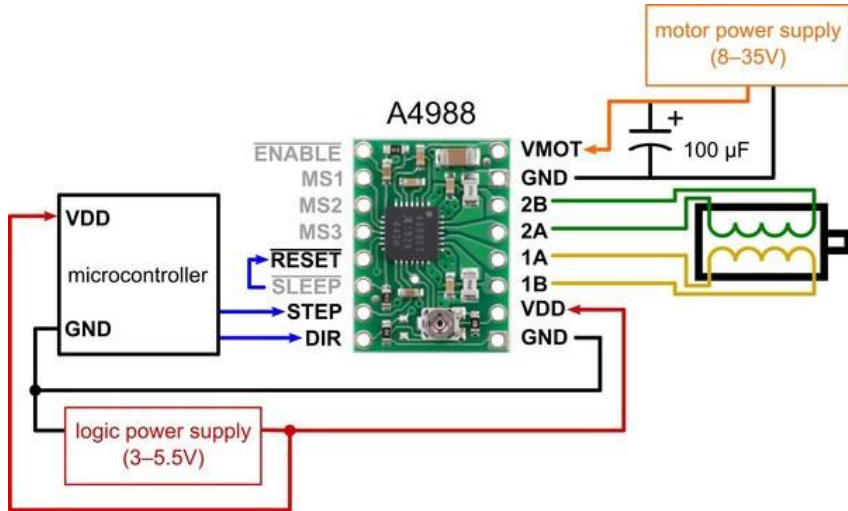 motor power supply
(8–35V)
A4988
ENABLE
MS1
MS2
MS3
RESET
SLEEP
STEP
DIR
VMOT
GND
2B
2A
1A
1B
VDD
GND
+
100 µF
VDD
microcontroller
GND
logic power supply
(3–5.5V)